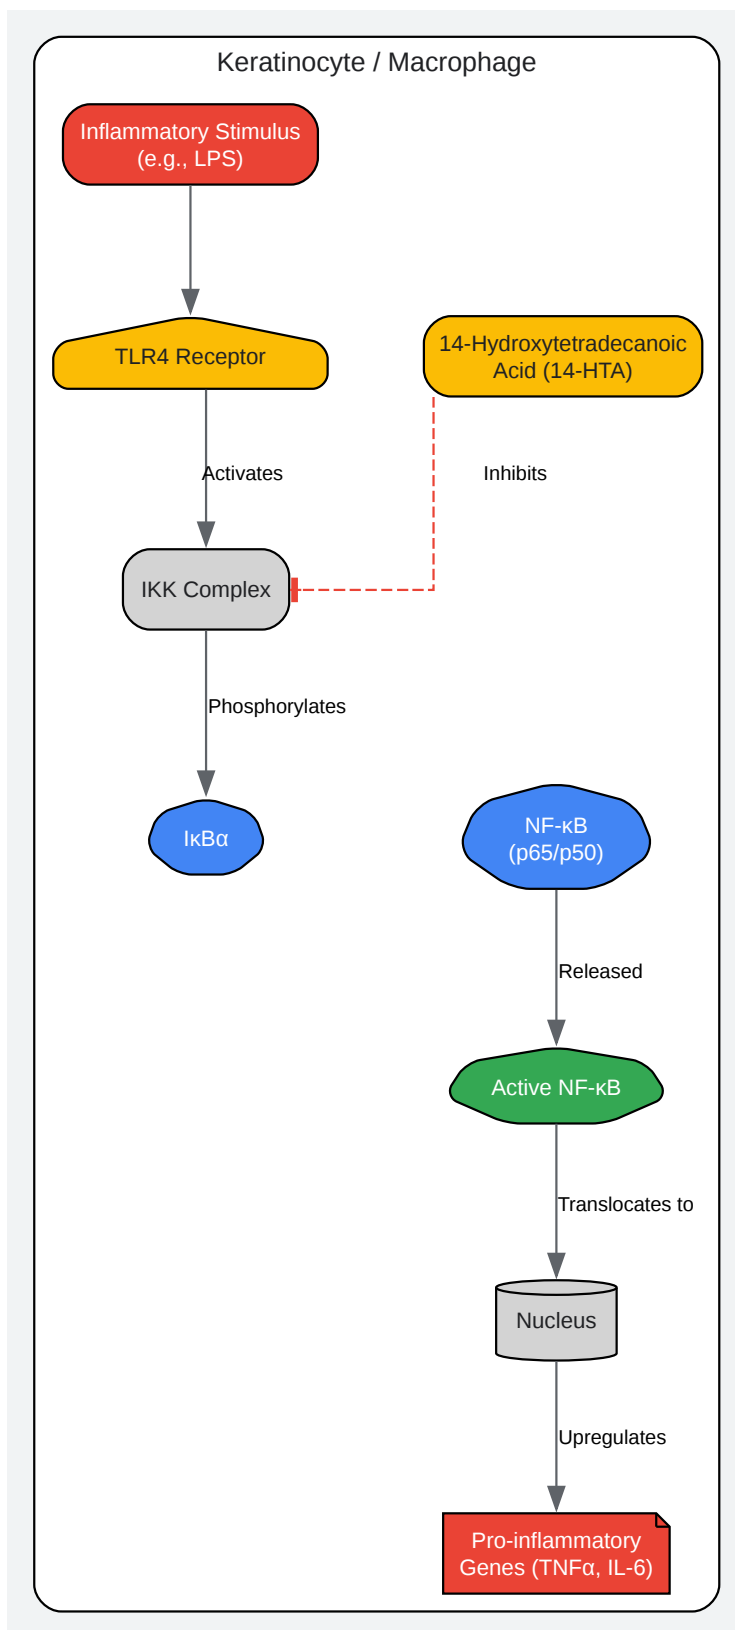 Keratinocyte / Macrophage
Inflammatory Stimulus
(e.g., LPS)
TLR4 Receptor
14-Hydroxytetradecanoic
Acid (14-HTA)
Activates
Inhibits
IKK Complex
Phosphorylates
IκBα
NF-κB
(p65/p50)
Released
Active NF-κB
Translocates to
Nucleus
Upregulates
Pro-inflammatory
Genes (TNFα, IL-6)